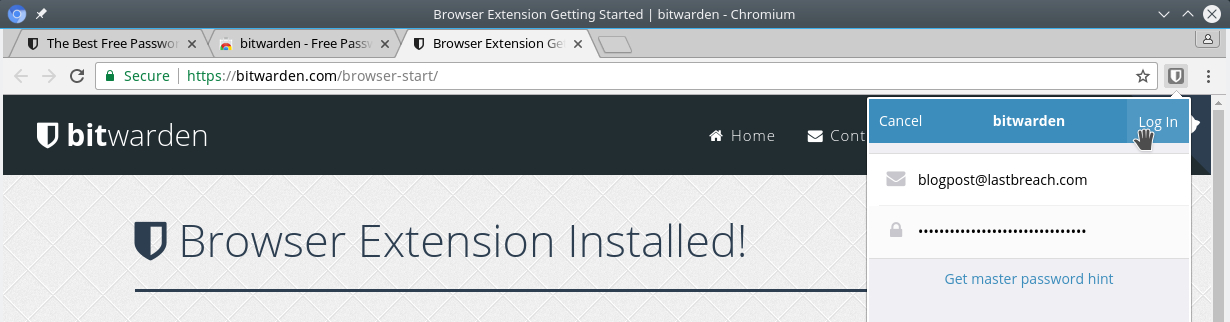 Browser Extension Getting Started | bitwarden - Chromium
The Best Free Passwo
bitwarden - Free Passw
Browser Extension Ge
Secure
https://bitwarden.com/browser-start/
bitwarden
Home
Cont
Cancel
bitwarden
Log In
blogpost@lastbreach.com
••••••••••••••••••••••••••••••••
Get master password hint
Browser Extension Installed!